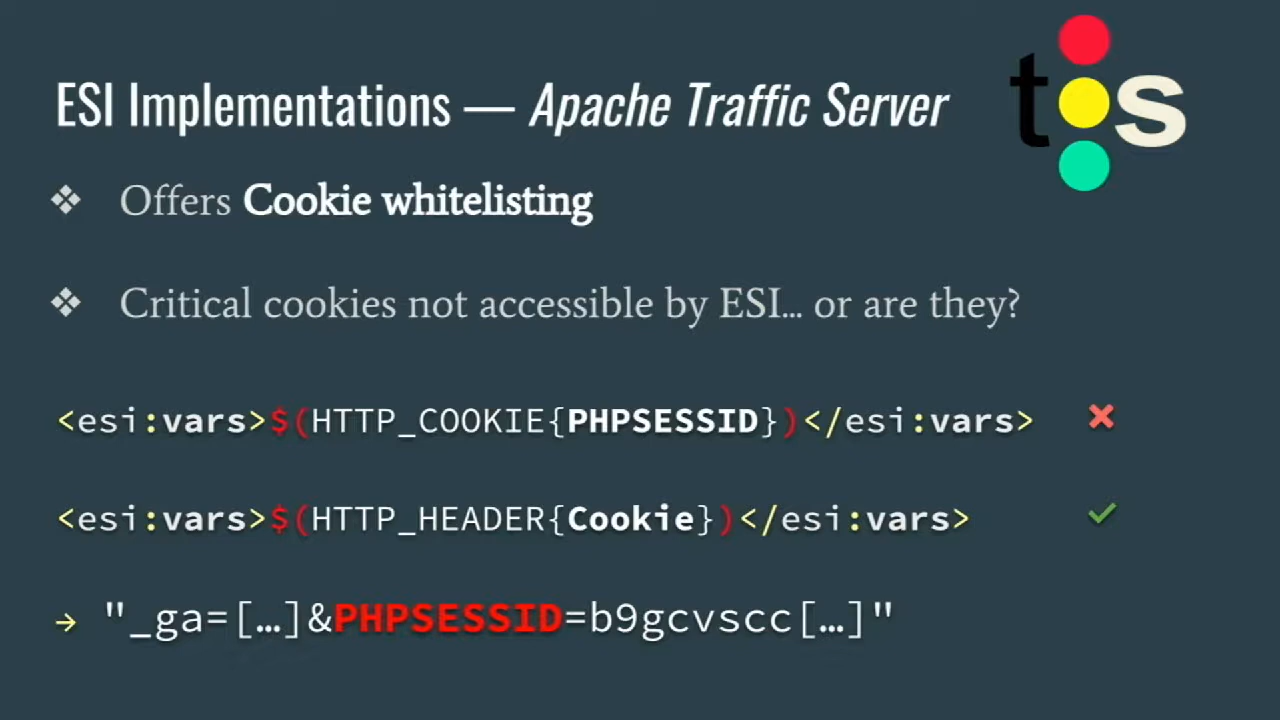 ESI Implementations — Apache Traffic Server
t s
❖ Offers Cookie whitelisting
❖ Critical cookies not accessible by ESI... or are they?
<esi:vars>$(HTTP_COOKIE{PHPSESSID})</esi:vars> ✕
<esi:vars>$(HTTP_HEADER{Cookie})</esi:vars> ✓
→ "_ga=[…]&PHPSESSID=b9gcvscc[…]"